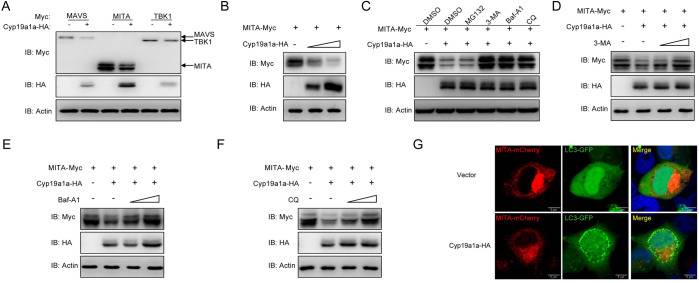 A
Myc: MAVS MITA TBK1
Cyp19a1a-HA: - + - + - +
MAVS
TBK1
IB: Myc
MITA
IB: HA
IB: Actin
B
MITA-Myc + + +
Cyp19a1a-HA -
IB: Myc
IB: HA
IB: Actin
C
DMSO DMSO MG132 3-MA Baf-A1 CQ
MITA-Myc + + + + + +
Cyp19a1a-HA - + + + + +
IB: Myc
IB: HA
IB: Actin
D
MITA-Myc + + + +
Cyp19a1a-HA - + + +
3-MA - -
IB: Myc
IB: HA
IB: Actin
E
MITA-Myc + + + +
Cyp19a1a-HA - + + +
Baf-A1 - -
IB: Myc
IB: HA
IB: Actin
F
MITA-Myc + + + +
Cyp19a1a-HA - + + +
CQ - -
IB: Myc
IB: HA
IB: Actin
G
MITA-mCherry LC3-GFP Merge
Vector
MITA-mCherry LC3-GFP Merge
Cyp19a1a-HA